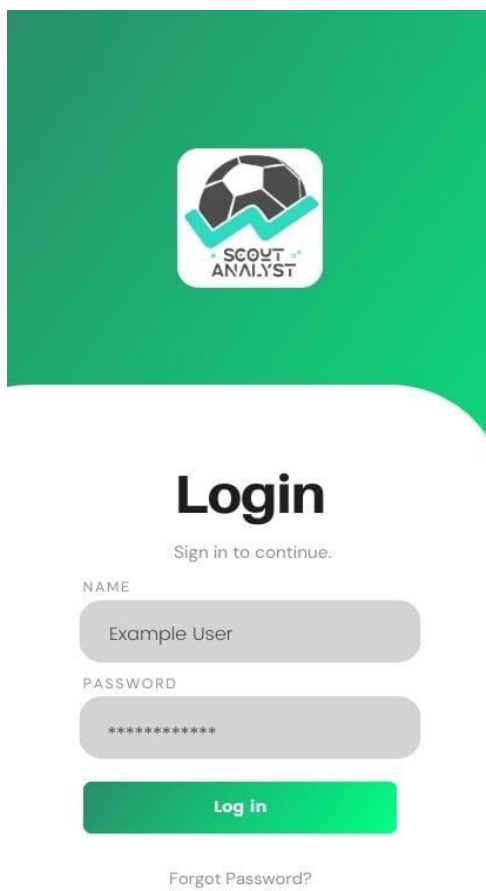 SCOUT
ANALYST
Login
Sign in to continue.
NAME
Example User
PASSWORD
************
Log in
Forgot Password?